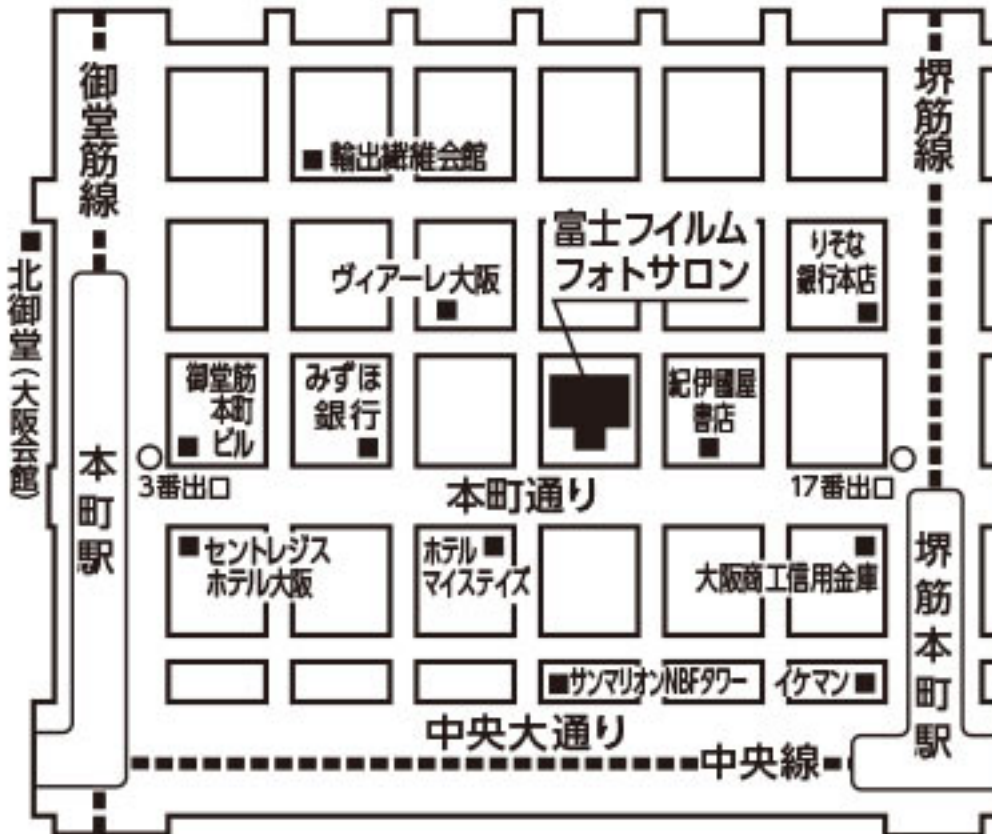 御堂筋線
堺筋線
輸出繊維会館
富士フイルム
フォトサロン
りそな
銀行本店
ヴィアーレ大阪
北御堂(大阪会館)
御堂筋
本町
ビル
みずほ
銀行
紀伊國屋
書店
3番出口
17番出口
本町駅
本町通り
セントレジス
ホテル大阪
ホテル
マイステイズ
大阪商工信用金庫
堺筋本町駅
サンマリオンNBFタワー
イケマン
中央大通り
中央線